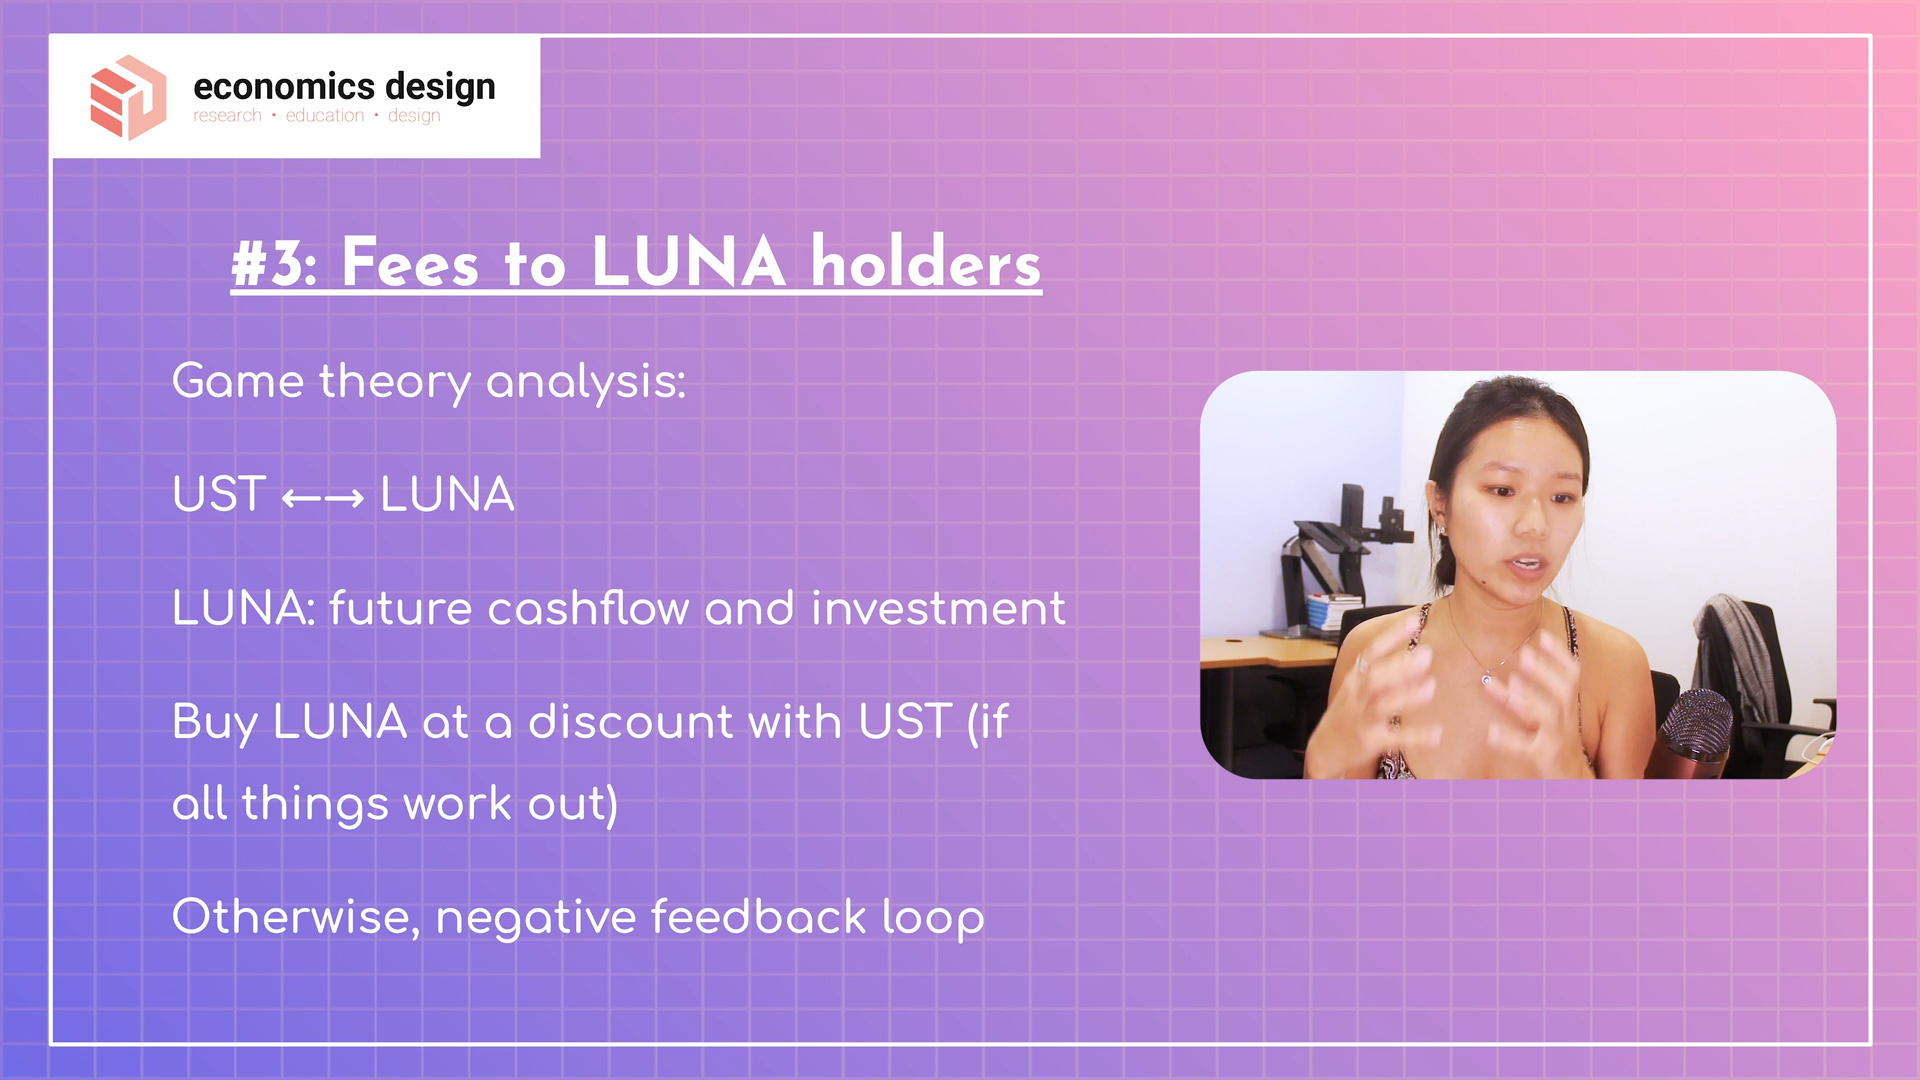 economics design
research • education • design
#3: Fees to LUNA holders
Game theory analysis:
UST ←→ LUNA
LUNA: future cashflow and investment
Buy LUNA at a discount with UST (if
all things work out)
Otherwise, negative feedback loop